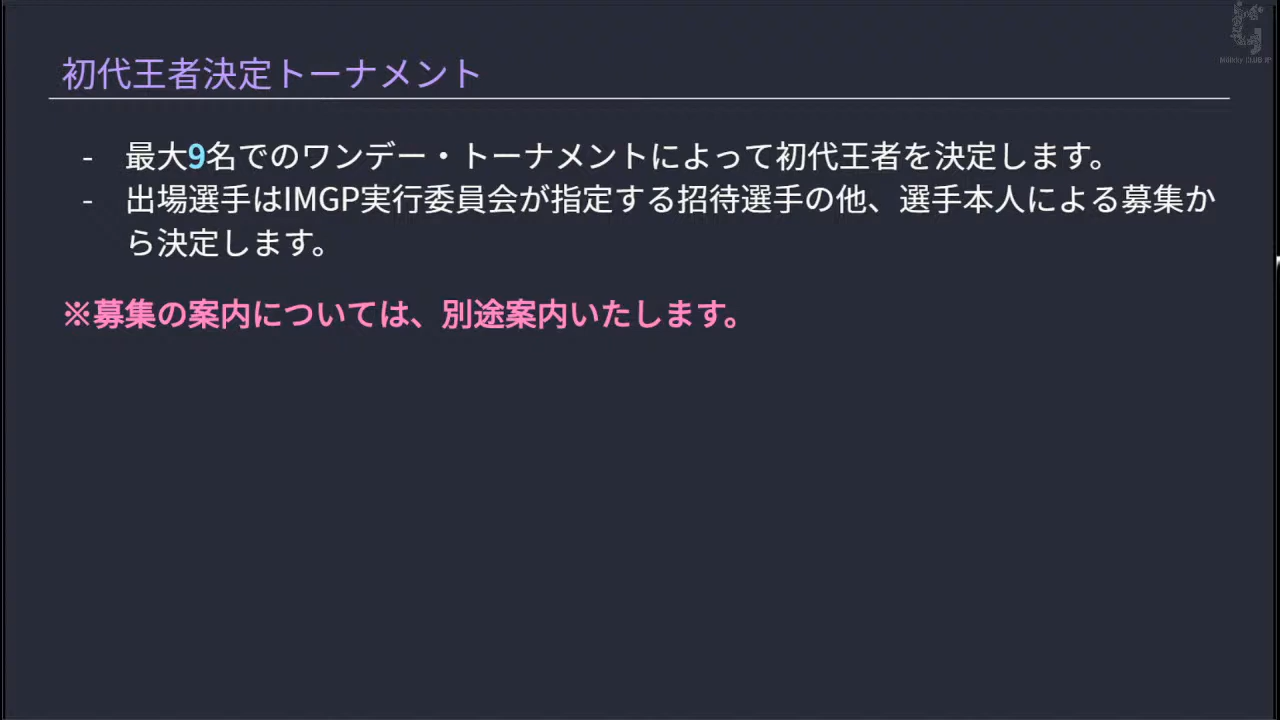 初代王者決定トーナメント
- 最大9名でのワンデー・トーナメントによって初代王者を決定します。
- 出場選手はIMGP実行委員会が指定する招待選手の他、選手本人による募集か
ら決定します。
※募集の案内については、別途案内いたします。
Mölkky CLUB JP